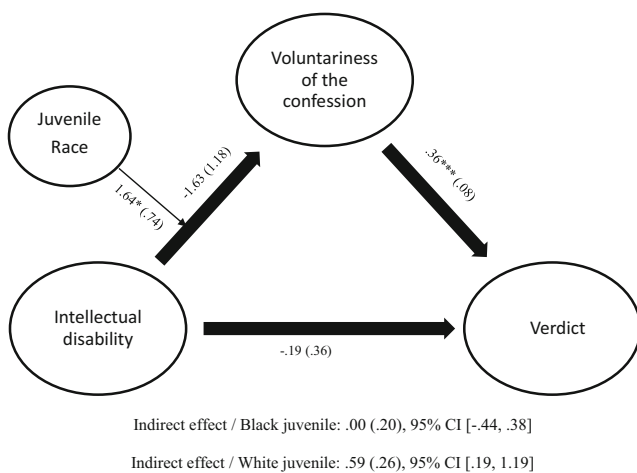 Voluntariness
of the
confession
Juvenile
Race
1.64* (.74)
-1.63 (1.18)
.36*** (.08)
Intellectual
disability
Verdict
-.19 (.36)
Indirect effect / Black juvenile: .00 (.20), 95% CI [-.44, .38]
Indirect effect / White juvenile: .59 (.26), 95% CI [.19, 1.19]